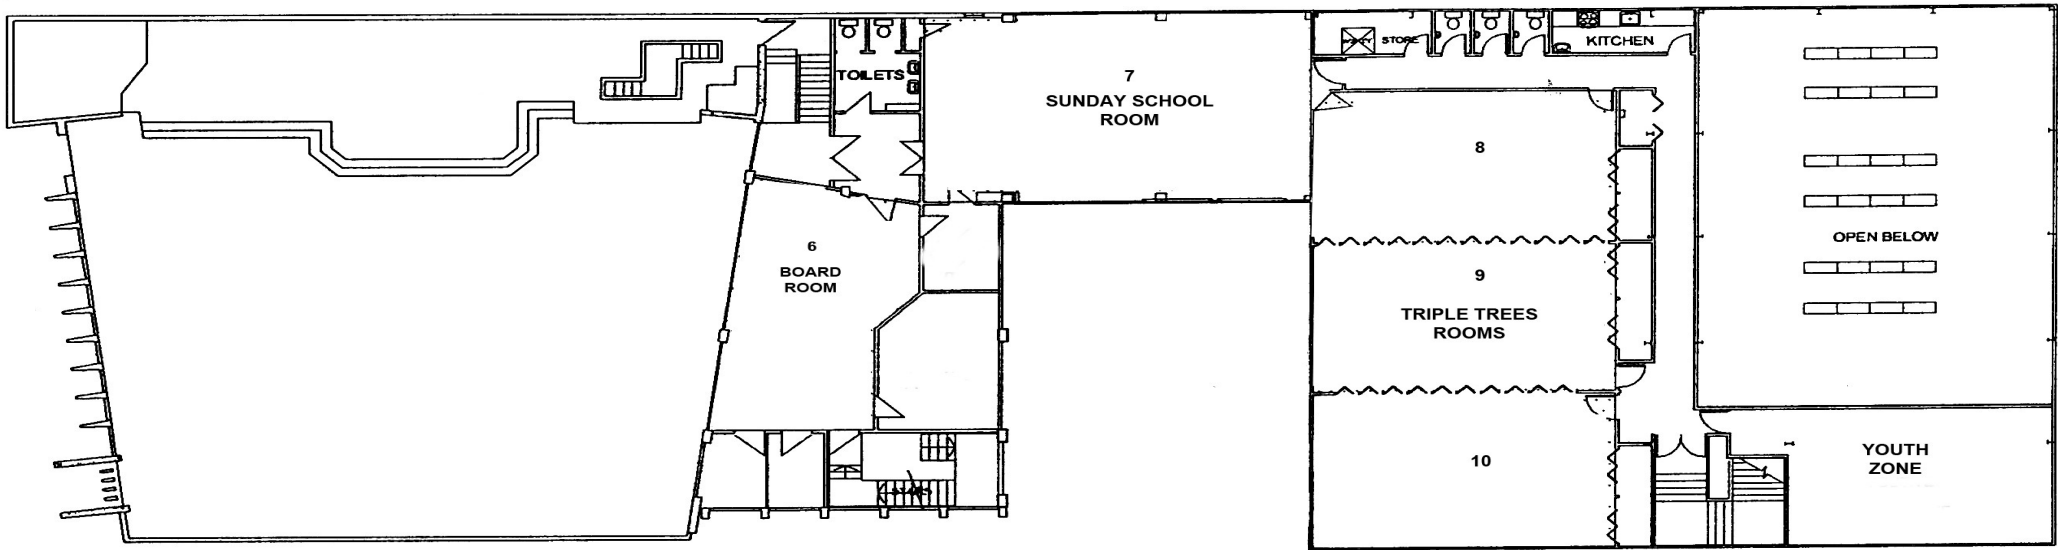 TOILETS
7
SUNDAY SCHOOL
ROOM
STORE
KITCHEN
8
6
BOARD
ROOM
9
TRIPLE TREES
ROOMS
OPEN BELOW
10
YOUTH
ZONE